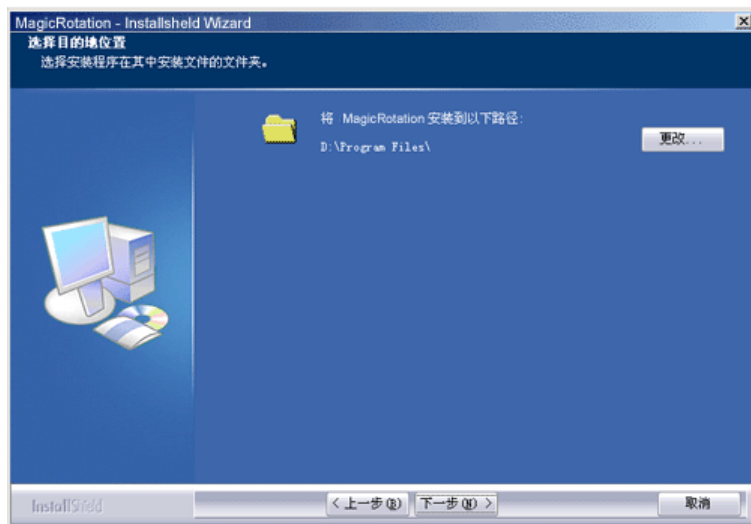 MagicRotation - Installsheld Wizard
选择目的地位置
选择安装程序在其中安装文件的文件夹。
将 MagicRotation 安装到以下路径:
D:\Program Files\
更改...
InstallShield
< 上一步(B)
下一步(N) >
取消